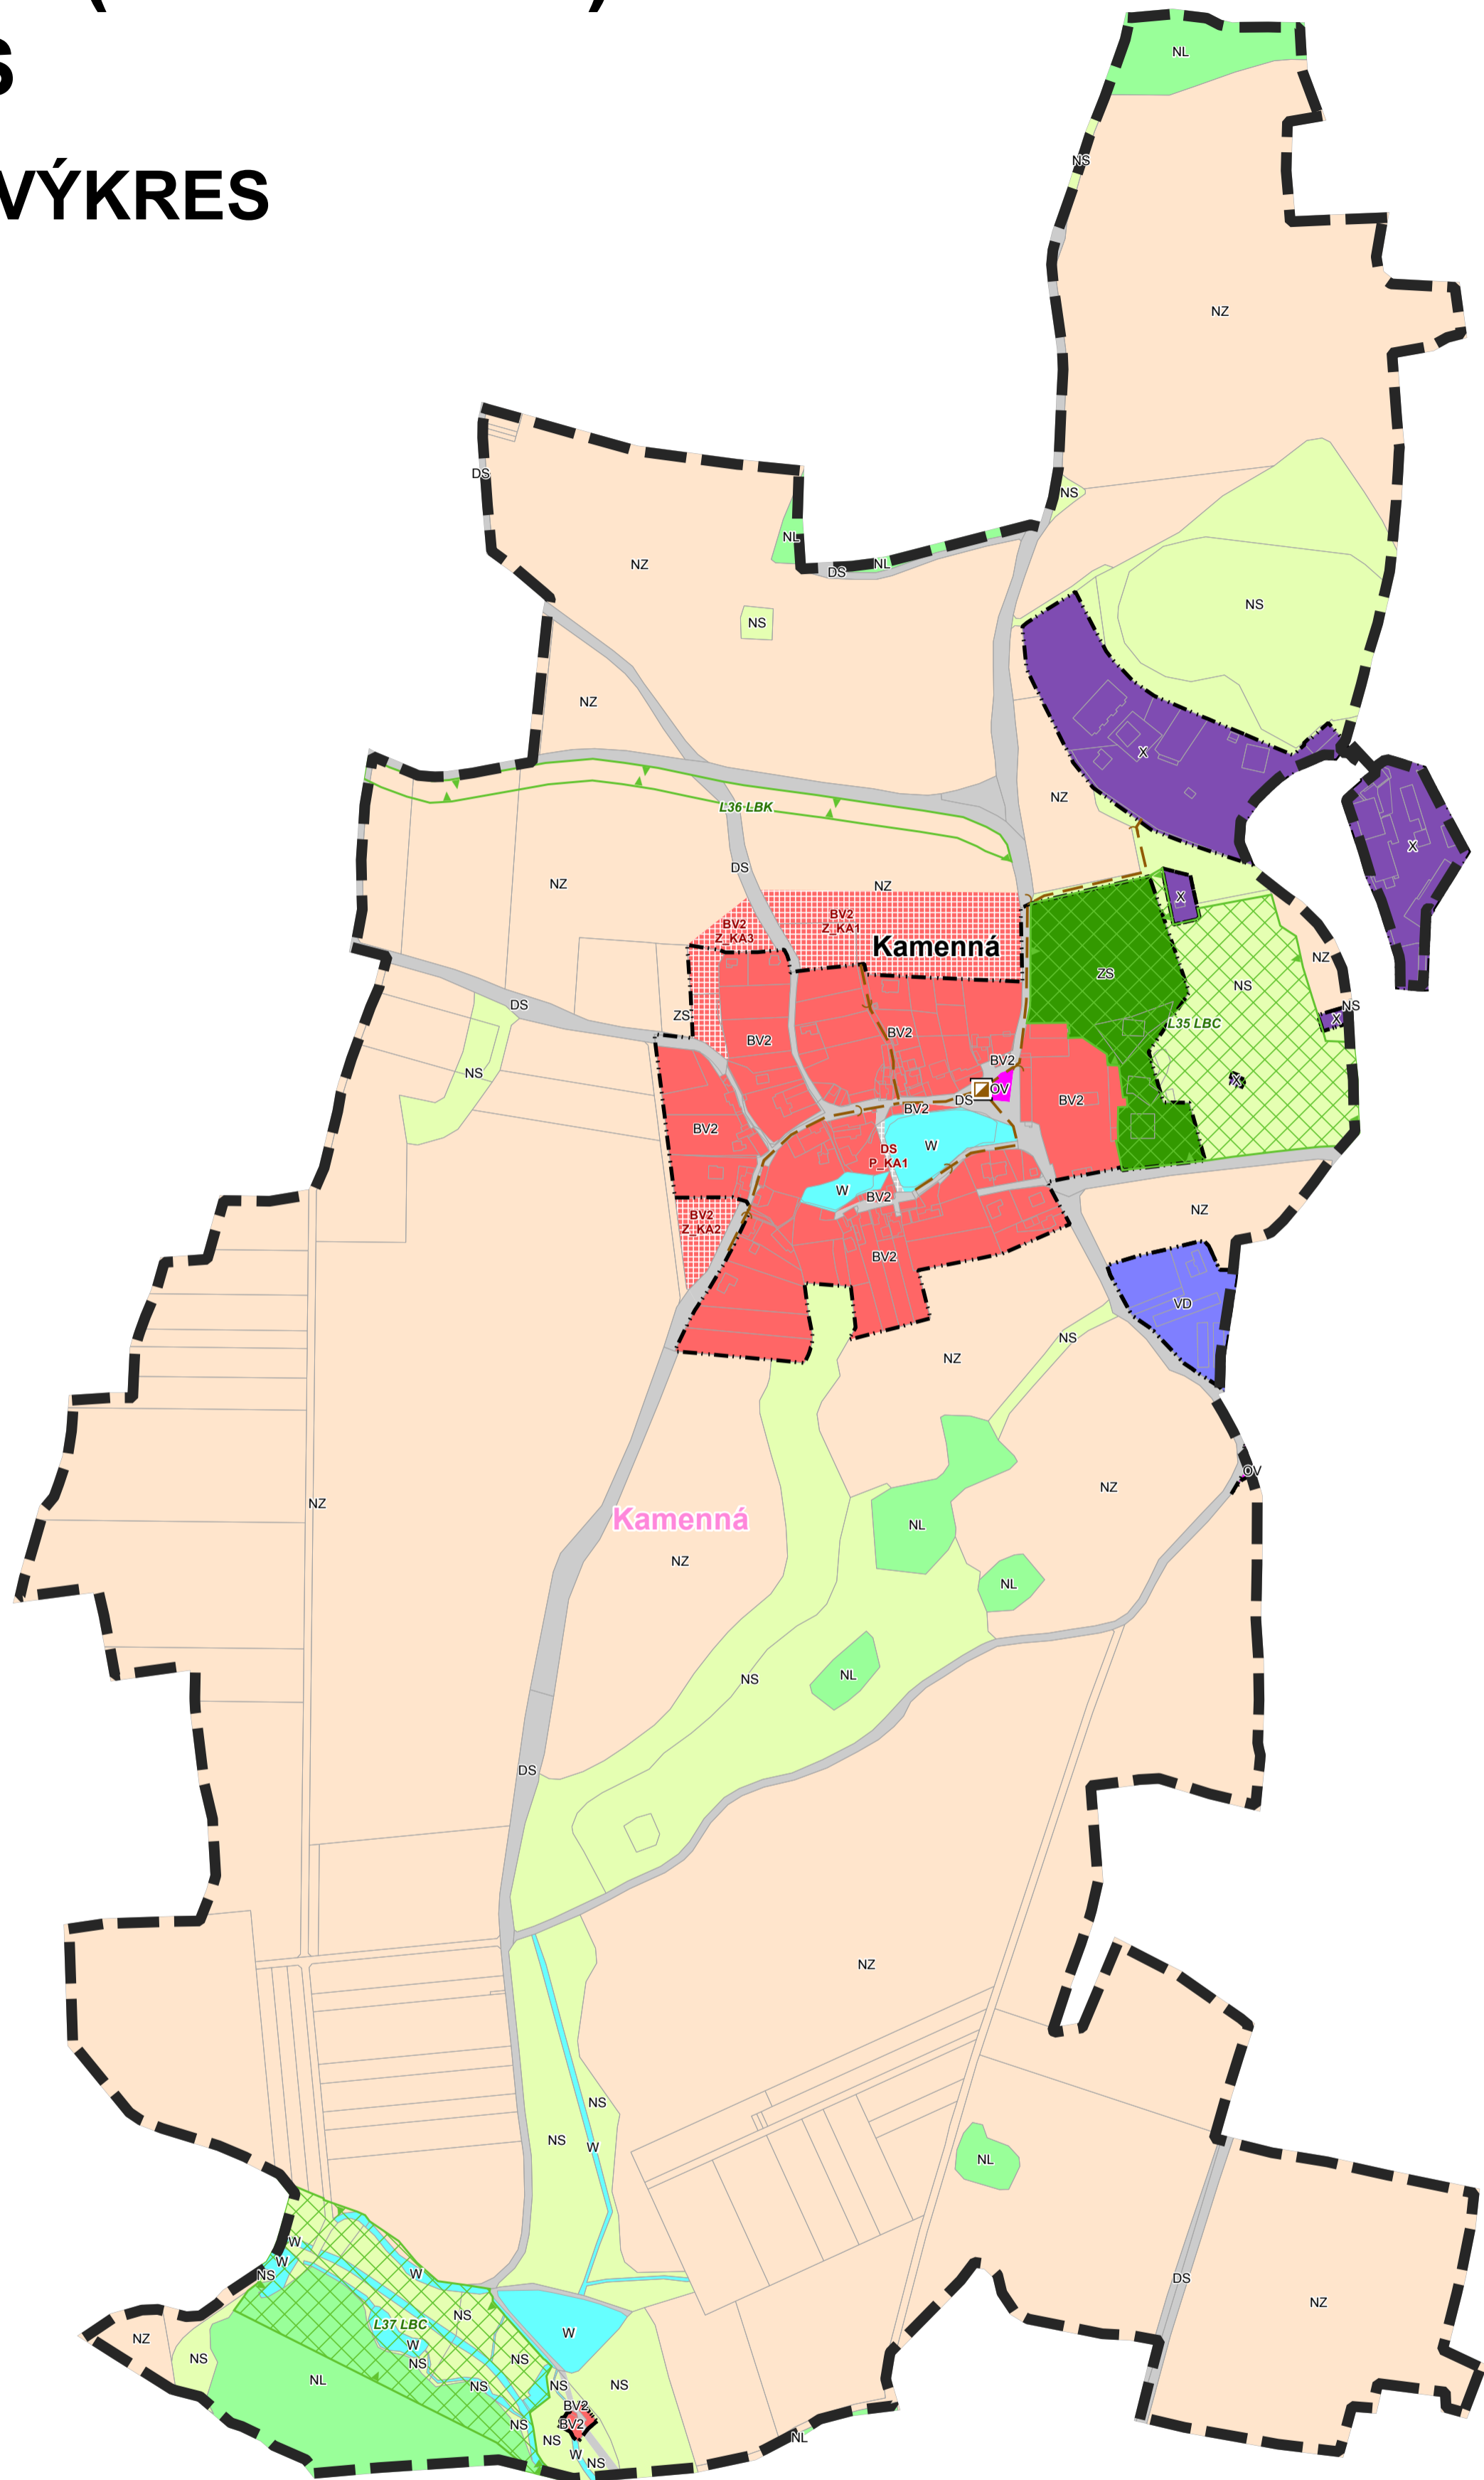 S
VÝKRES
NL
NS
NZ
DS
NS
NL
NZ
DS
NL
NS
NS
NZ
X
NZ
L36 LBK
X
DS
NZ
NZ
X
BV2
Z_KA3
BV2
Z_KA1
Kamenná
NZ
ZS
NS
DS
NS
ZS
X
L35 LBC
BV2
BV2
BV2
NS
X
OV
DS
BV2
BV2
BV2
W
DS
P_KA1
W
BV2
BV2
Z_KA2
NZ
BV2
VD
NS
NZ
OV
NZ
NZ
Kamenná
NL
NZ
NL
NL
NS
DS
NZ
NS
NS
W
NL
W
W
NS
W
DS
NZ
NS
L37 LBC
W
NZ
W
NS
NS
NS
NL
NS
NS
NS
BV2
BV2
NS
NS
NL
W
NS